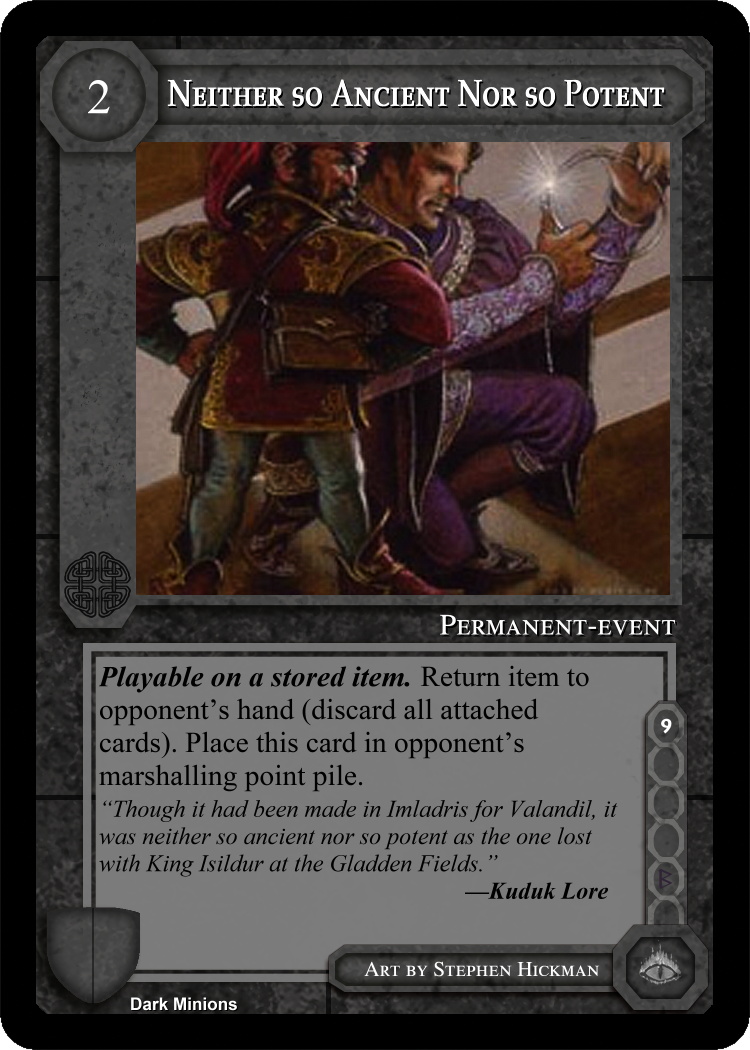 2
Neither so Ancient Nor so Potent
Permanent-event
Playable on a stored item. Return item to
opponent's hand (discard all attached
cards). Place this card in opponent's
marshalling point pile.
"Though it had been made in Imladris for Valandil, it
was neither so ancient nor so potent as the one lost
with King Isildur at the Gladden Fields."
—Kuduk Lore
9
Art by Stephen Hickman
Dark Minions